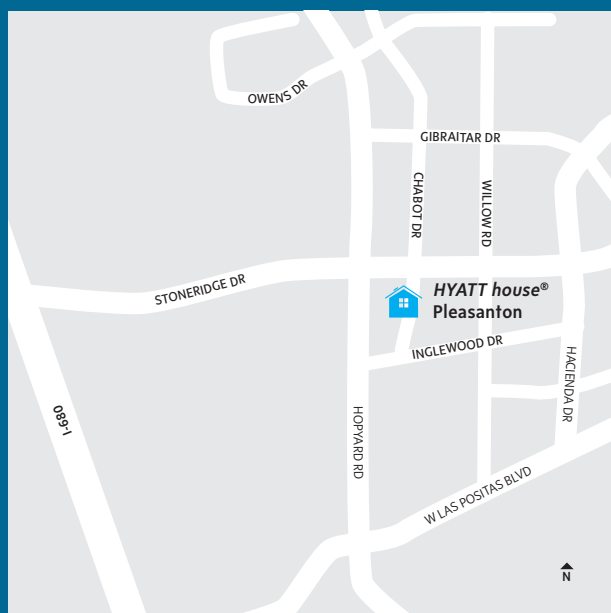 OWENS DR
GIBRAITAR DR
CHABOT DR
WILLOW RD
STONERIDGE DR
HYATT house®
Pleasanton
INGLEWOOD DR
HACIENDA DR
I-680
HOPYARD RD
W LAS POSITAS BLVD
N